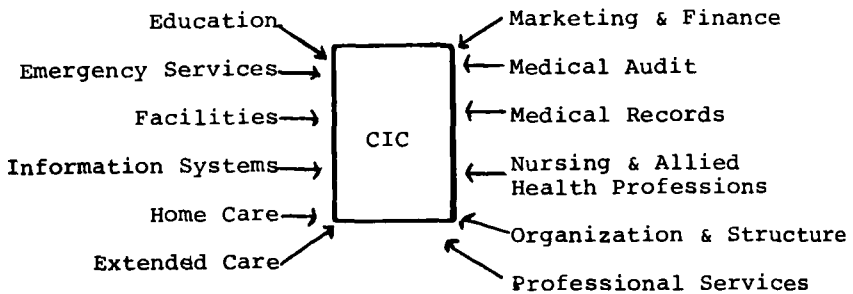 Education
Emergency Services
Facilities
Information Systems
Home Care
Extended Care
CIC
Marketing & Finance
Medical Audit
Medical Records
Nursing & Allied
Health Professions
Organization & Structure
Professional Services